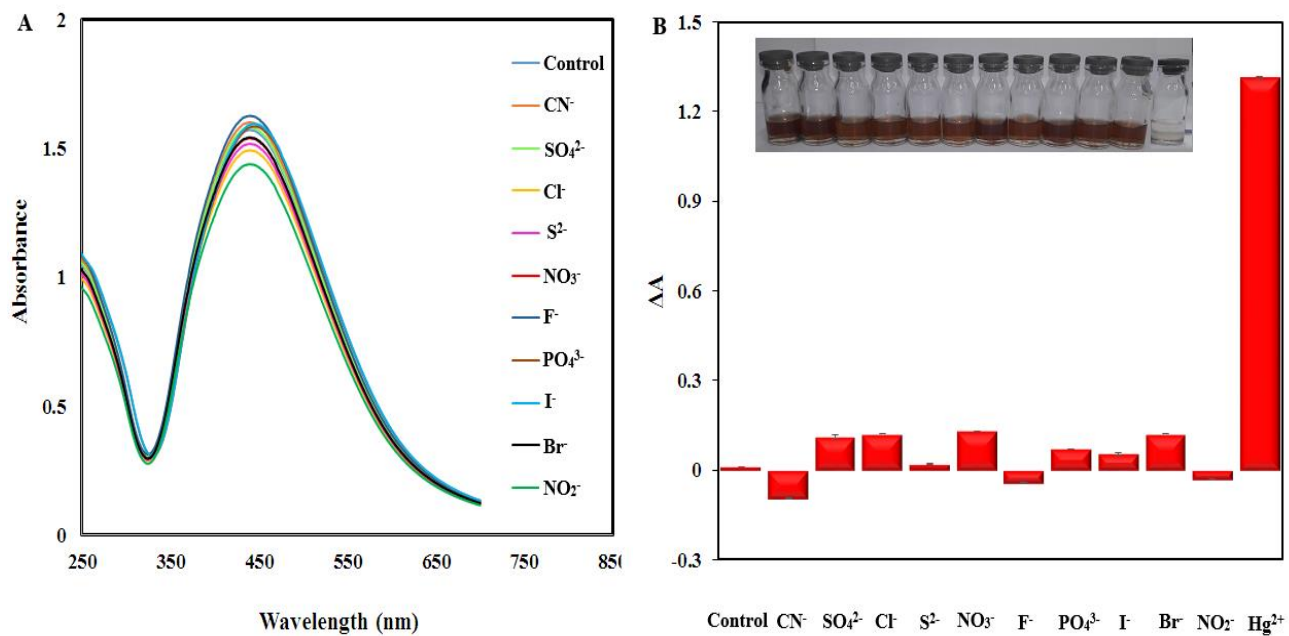 A
2
1.5
1
0.5
0
Absorbance
250
350
450
550
650
750
850
Wavelength (nm)
Control
CN⁻
SO₄²⁻
Cl⁻
S²⁻
NO₃⁻
F⁻
PO₄³⁻
I⁻
Br⁻
NO₂⁻
B
1.5
1.2
0.9
0.6
0.3
0
-0.3
ΔA
Control CN⁻ SO₄²⁻ Cl⁻ S²⁻ NO₃⁻ F⁻ PO₄³⁻ I⁻ Br⁻ NO₂⁻ Hg²⁺